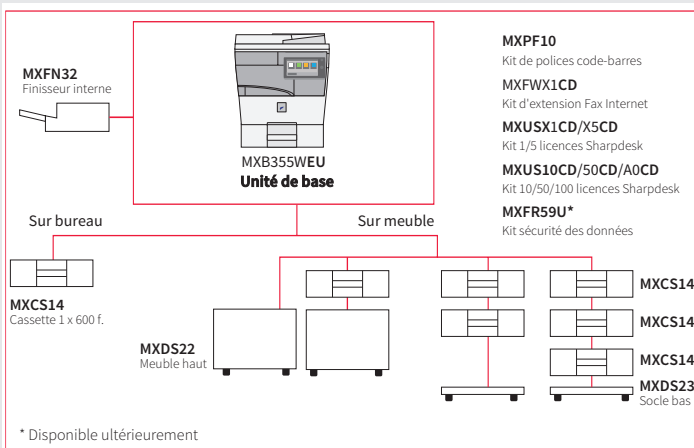 MXFN32
Finisseur interne
MXB355WEU
Unité de base
MXPF10
Kit de polices code-barres
MXFWX1CD
Kit d'extension Fax Internet
MXUSX1CD/X5CD
Kit 1/5 licences Sharpdesk
MXUS10CD/50CD/A0CD
Kit 10/50/100 licences Sharpdesk
MXFR59U*
Kit sécurité des données
Sur bureau
Sur meuble
MXCS14
Cassette 1 x 600 f.
MXDS22
Meuble haut
MXCS14
MXCS14
MXCS14
MXDS23
Socle bas
* Disponible ultérieurement